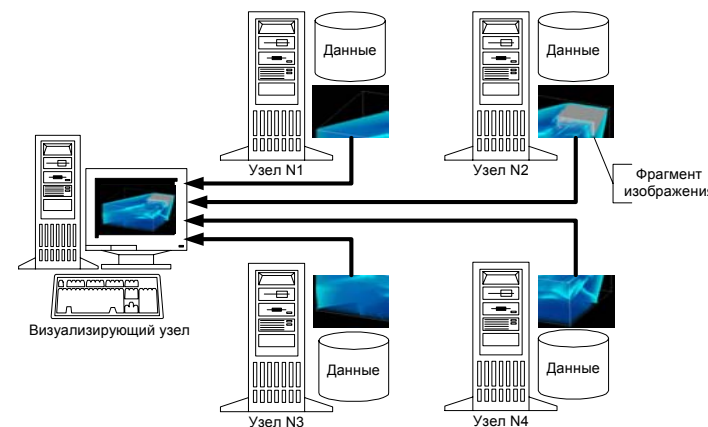 Данные
Данные
Узел N1
Узел N2
Фрагмент
изображения
Визуализирующий узел
Данные
Данные
Узел N3
Узел N4